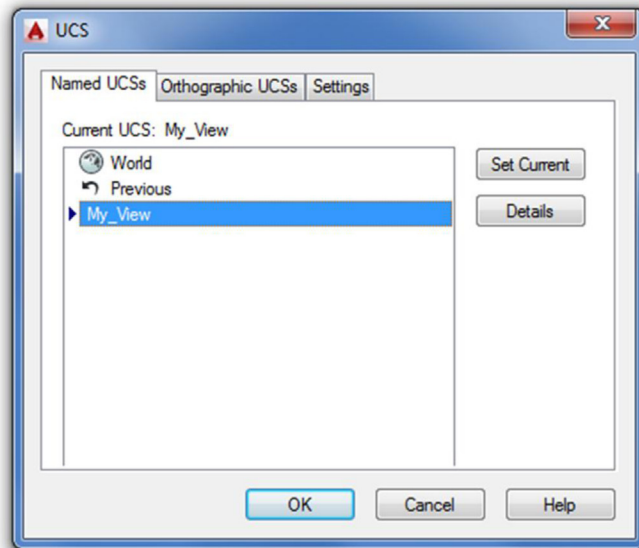 UCS
Named UCSs Orthographic UCSs Settings
Current UCS: My_View
World
Previous
My_View
Set Current
Details
OK Cancel Help